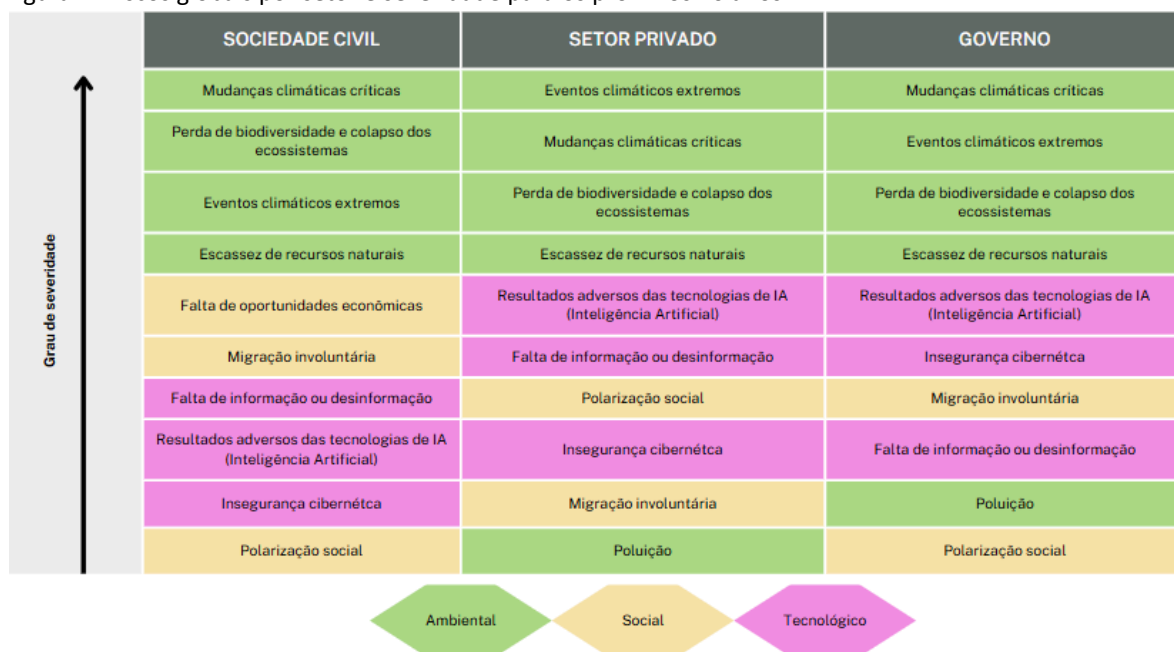 SOCIEDADE CIVIL
SETOR PRIVADO
GOVERNO
Grau de severidade
Mudanças climáticas críticas
Eventos climáticos extremos
Mudanças climáticas críticas
Perda de biodiversidade e colapso dos
ecossistemas
Mudanças climáticas críticas
Eventos climáticos extremos
Eventos climáticos extremos
Perda de biodiversidade e colapso dos
ecossistemas
Perda de biodiversidade e colapso dos
ecossistemas
Escassez de recursos naturais
Escassez de recursos naturais
Escassez de recursos naturais
Falta de oportunidades econômicas
Resultados adversos das tecnologias de IA
(Inteligência Artificial)
Resultados adversos das tecnologias de IA
(Inteligência Artificial)
Migração involuntária
Falta de informação ou desinformação
Insegurança cibernétca
Falta de informação ou desinformação
Polarização social
Migração involuntária
Resultados adversos das tecnologias de IA
(Inteligência Artificial)
Insegurança cibernétca
Falta de informação ou desinformação
Insegurança cibernétca
Migração involuntária
Poluição
Polarização social
Poluição
Polarização social
Ambiental
Social
Tecnológico